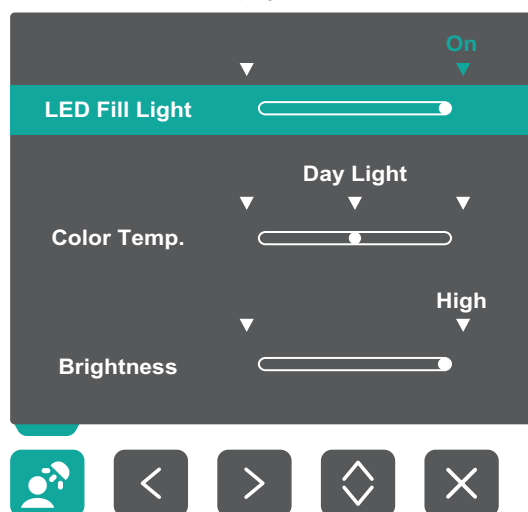 On
LED Fill Light
Day Light
Color Temp.
High
Brightness